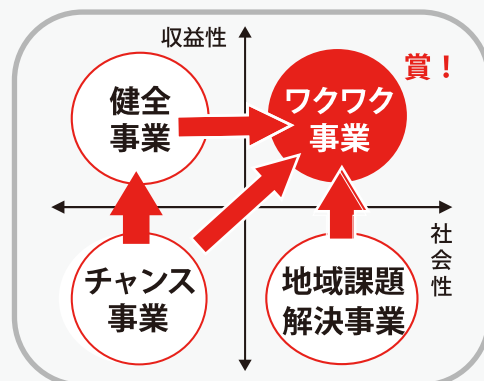 収益性
賞！
健全
事業
ワクワク
事業
社
会
性
チャンス
事業
地域課題
解決事業